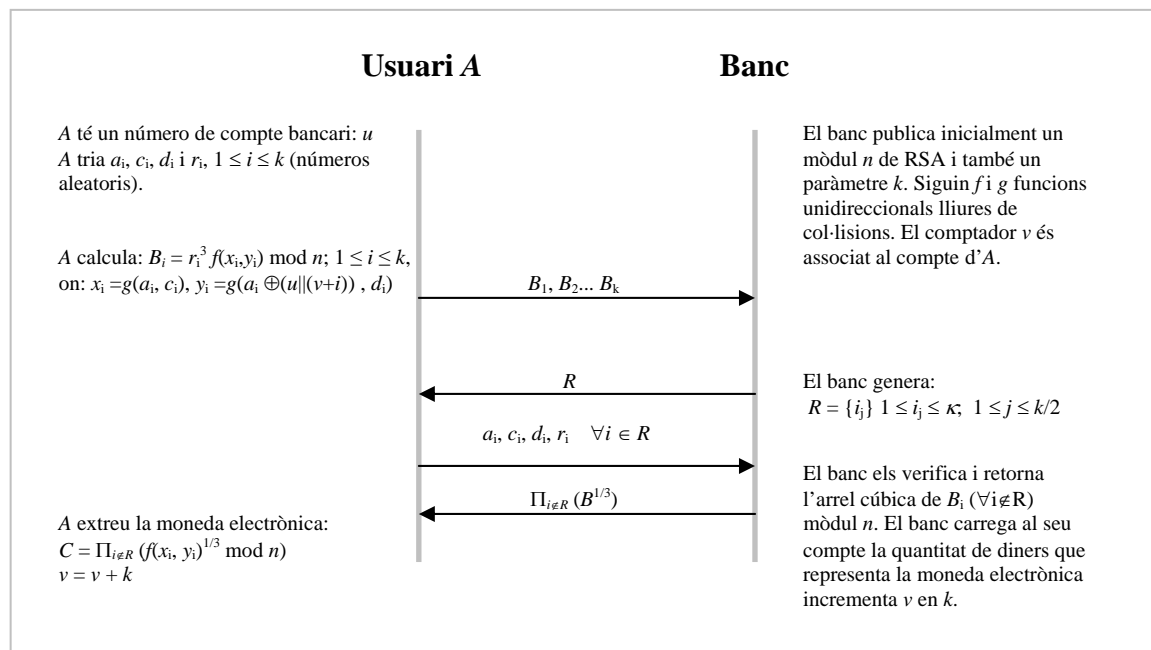 Usuari A
Banc
A té un número de compte bancari: u
A tria aᵢ, cᵢ, dᵢ i rᵢ, 1 ≤ i ≤ k (números
aleatoris).
El banc publica inicialment un
mòdul n de RSA i també un
paràmetre k. Siguin f i g funcions
unidireccionals lliures de
col·lisions. El comptador v és
associat al compte d'A.
A calcula: Bᵢ = rᵢ³ f(xᵢ,yᵢ) mod n; 1 ≤ i ≤ k,
on: xᵢ =g(aᵢ, cᵢ), yᵢ =g(aᵢ ⊕(u||(v+i)) , dᵢ)
B₁, B₂... Bₖ
R
El banc genera:
R = {iⱼ} 1 ≤ iⱼ ≤ κ; 1 ≤ j ≤ k/2
aᵢ, cᵢ, dᵢ, rᵢ ∀i ∈ R
El banc els verifica i retorna
l'arrel cúbica de Bᵢ (∀i∉R)
mòdul n. El banc carrega al seu
compte la quantitat de diners que
representa la moneda electrònica
incrementa v en k.
Π_{i∉R} (B^{1/3})
A extreu la moneda electrònica:
C = Π_{i∉R} (f(xᵢ, yᵢ)^{1/3} mod n)
v = v + k